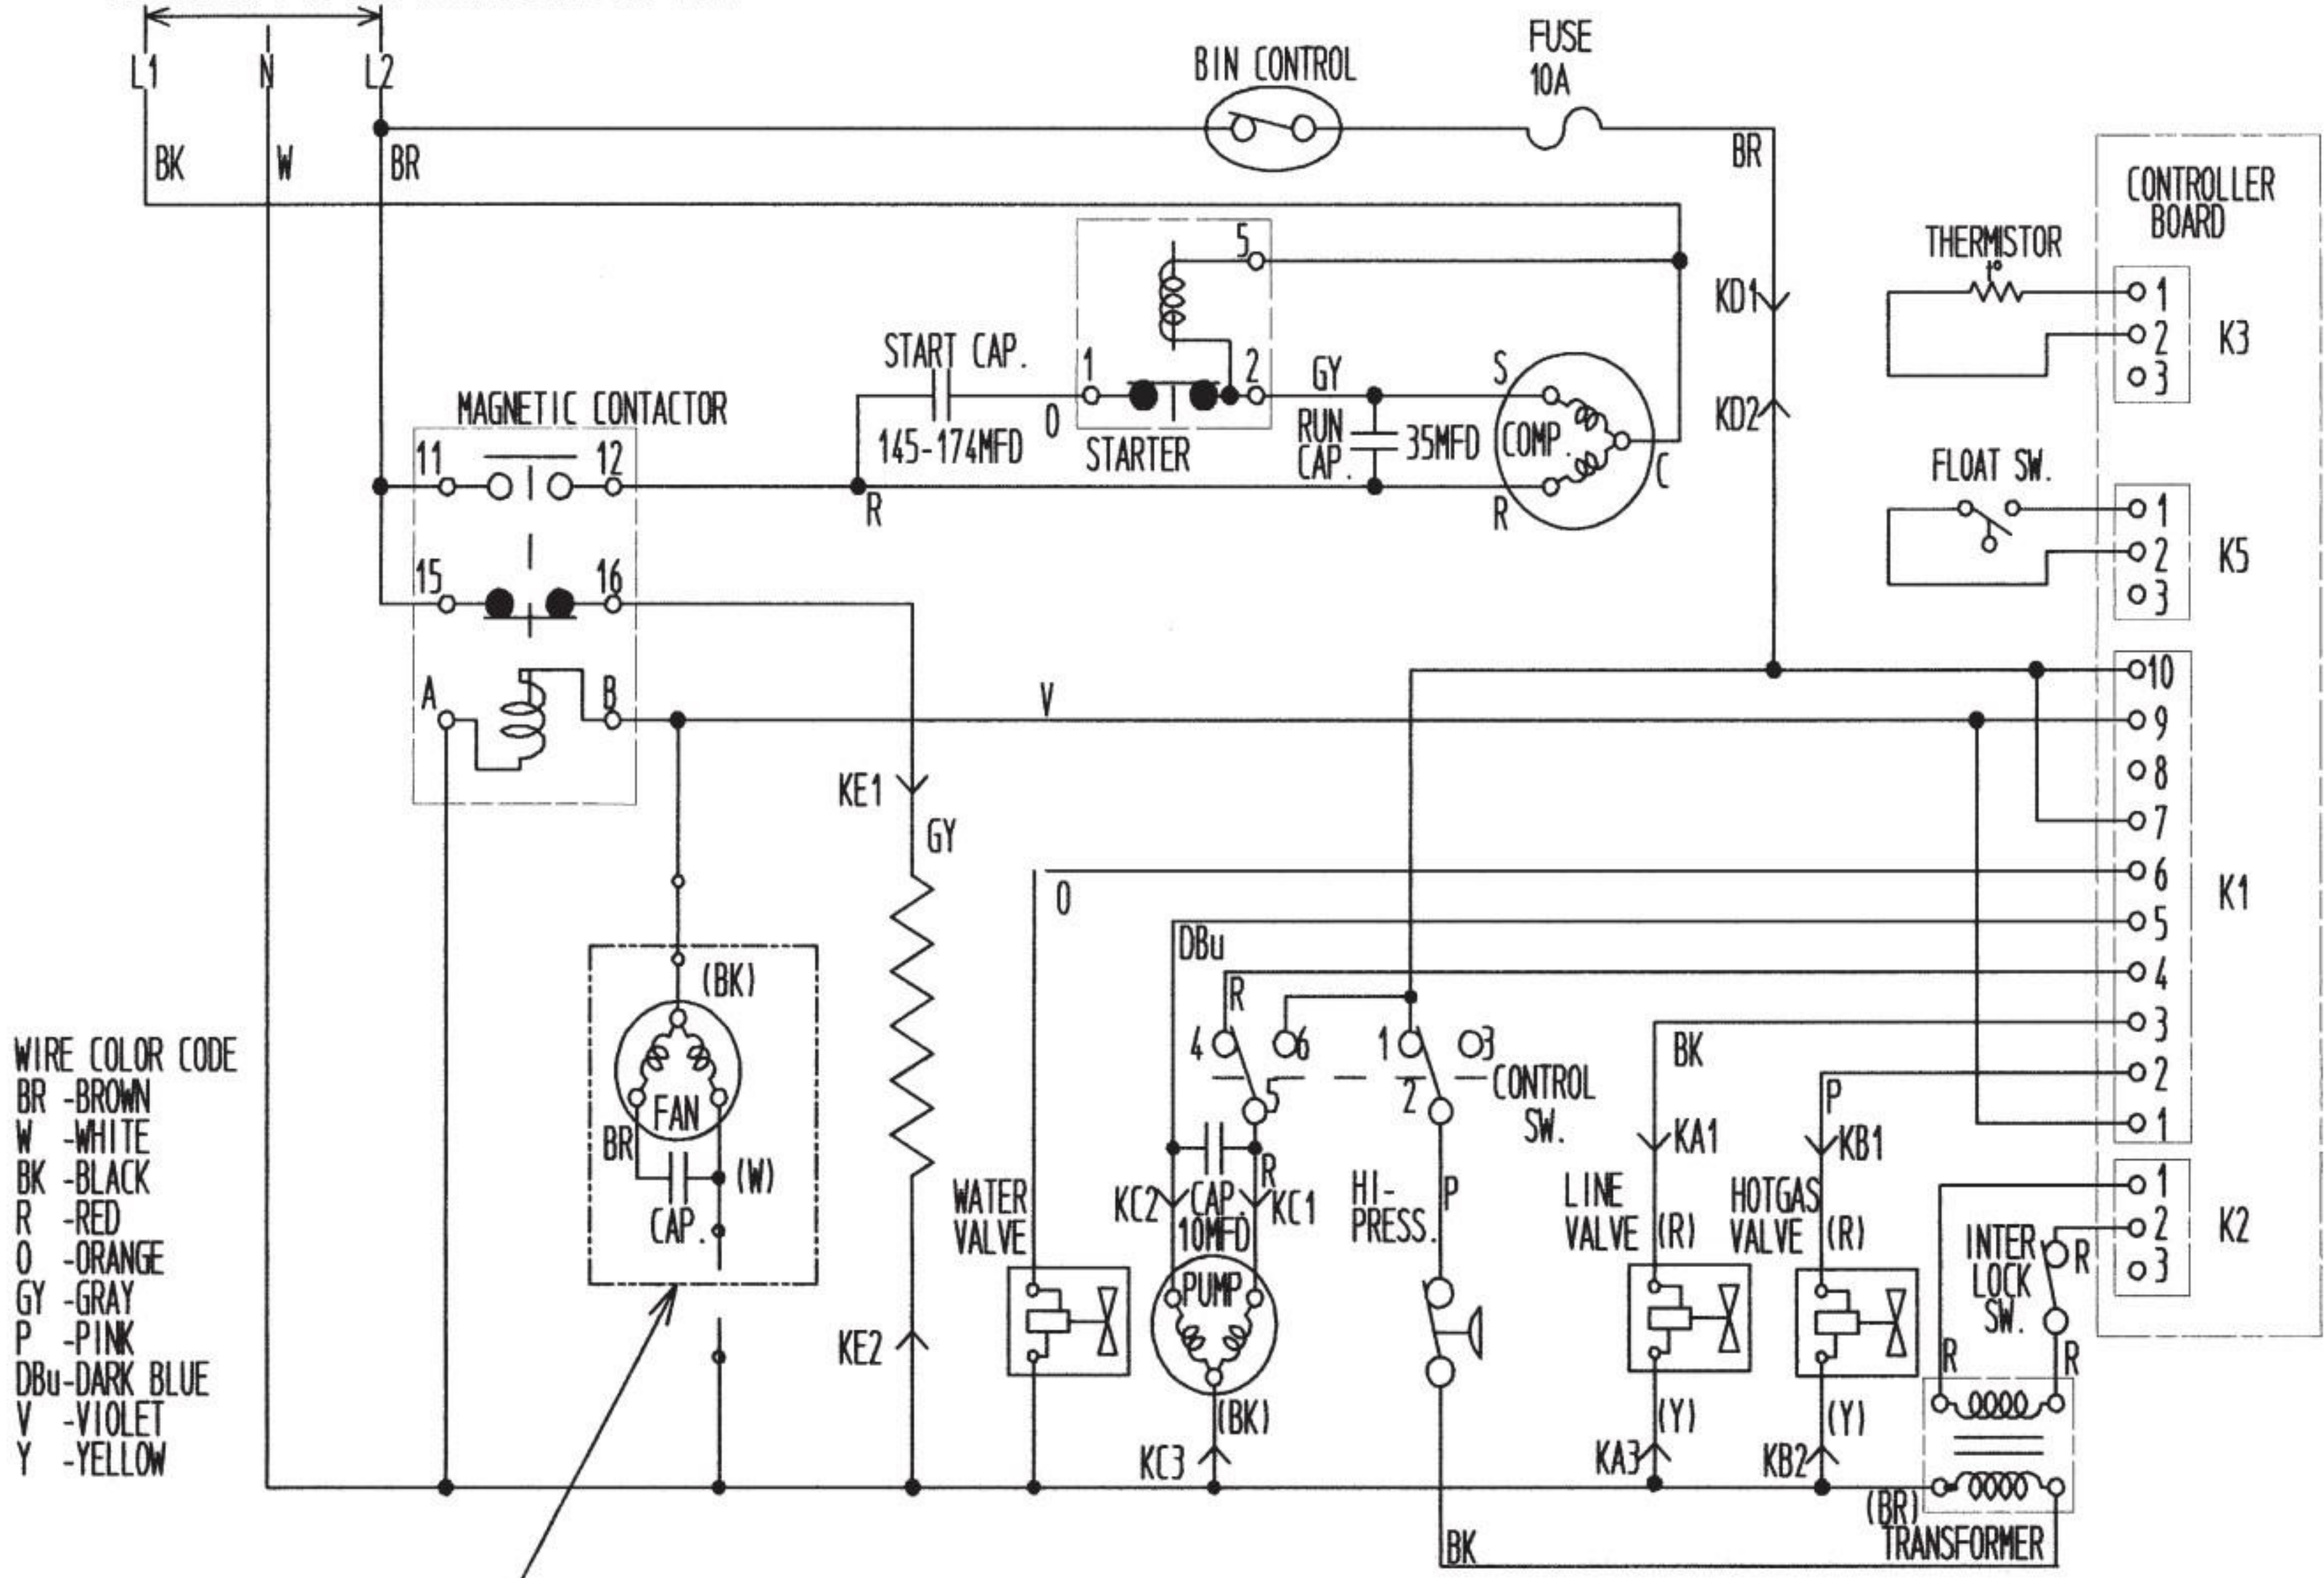 L1 N L2
BIN CONTROL
FUSE
10A
BK W BR
BR
CONTROLLER
BOARD
THERMISTOR
t°
1
2
3
K3
5
KD1
KD2
START CAP.
145-174MFD
O
1
2
STARTER
GY
RUN
CAP.
35MFD
S
COMP.
C
R
MAGNETIC CONTACTOR
11 12
R
15 16
A B
V
FLOAT SW.
1
2
3
K5
10
9
8
7
6
5
4
3
2
1
K1
KE1
GY
KE2
O
DBu
R
4 6 1 3
5 2
CONTROL
SW.
BK
P
KA1
KB1
(BK)
FAN
BR
(W)
CAP.
WATER
VALVE
KC2
CAP.
10MFD
R
KC1
PUMP
(BK)
KC3
HI-
PRESS.
P
LINE
VALVE
(R)
HOTGAS
VALVE
(R)
(Y)
(Y)
KA3
KB2
INTER
LOCK
SW.
R
R
R
1
2
3
K2
(BR)
TRANSFORMER
BK
WIRE COLOR CODE
BR -BROWN
W -WHITE
BK -BLACK
R -RED
O -ORANGE
GY -GRAY
P -PINK
DBu-DARK BLUE
V -VIOLET
Y -YELLOW